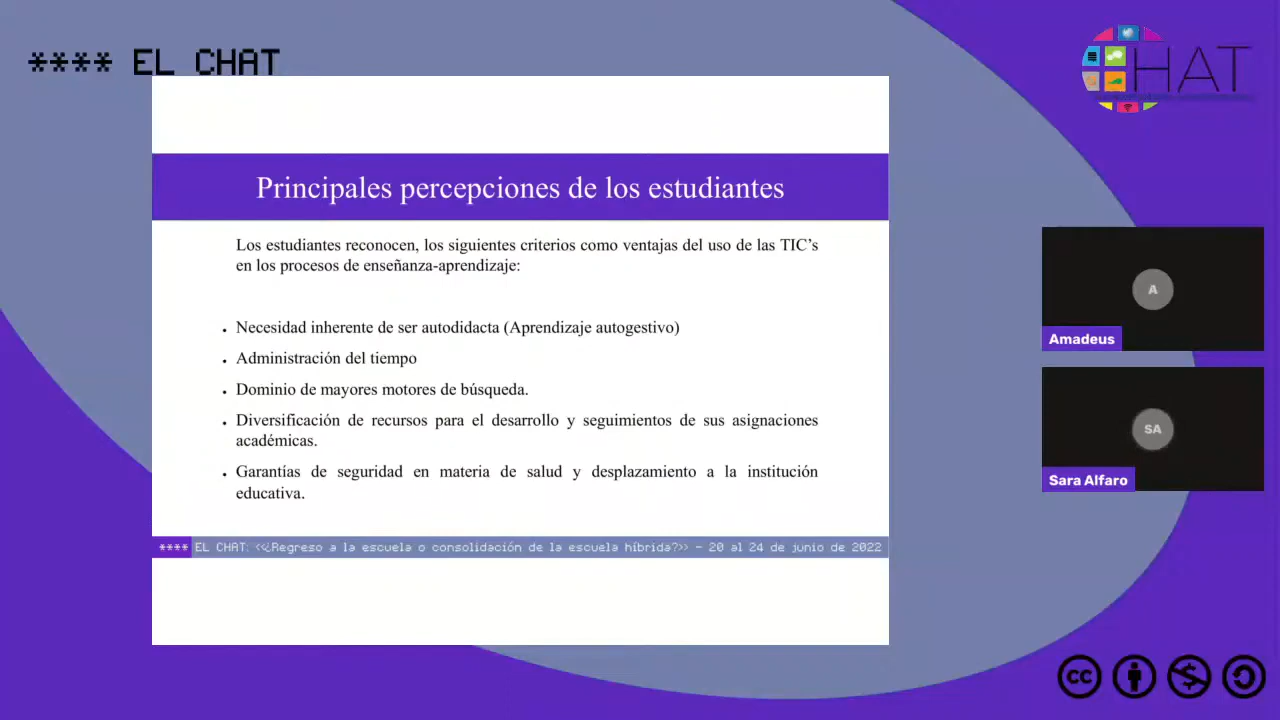 **** EL CHAT
HAT
Principales percepciones de los estudiantes
Los estudiantes reconocen, los siguientes criterios como ventajas del uso de las TIC’s
en los procesos de enseñanza-aprendizaje:
• Necesidad inherente de ser autodidacta (Aprendizaje autogestivo)
• Administración del tiempo
• Dominio de mayores motores de búsqueda.
• Diversificación de recursos para el desarrollo y seguimientos de sus asignaciones
académicas.
• Garantías de seguridad en materia de salud y desplazamiento a la institución
educativa.
**** EL CHAT: <<¿Regreso a la escuela o consolidación de la escuela híbrida?>> – 20 al 24 de junio de 2022
A
Amadeus
SA
Sara Alfaro
CC